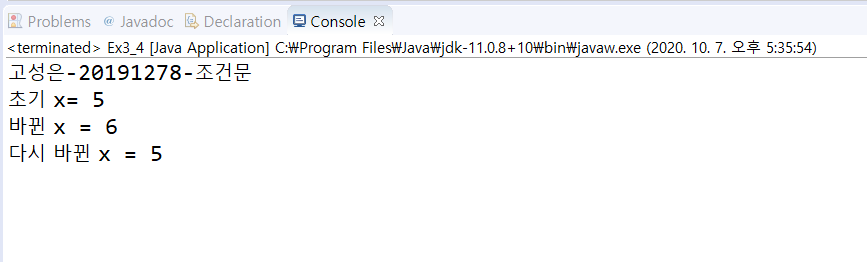 Problems @ Javadoc Declaration Console
<terminated> Ex3_4 [Java Application] C:₩Program Files₩Java₩jdk-11.0.8+10₩bin₩javaw.exe (2020. 10. 7. 오후 5:35:54)
고성은-20191278-조건문
초기 x= 5
바뀐 x = 6
다시 바뀐 x = 5